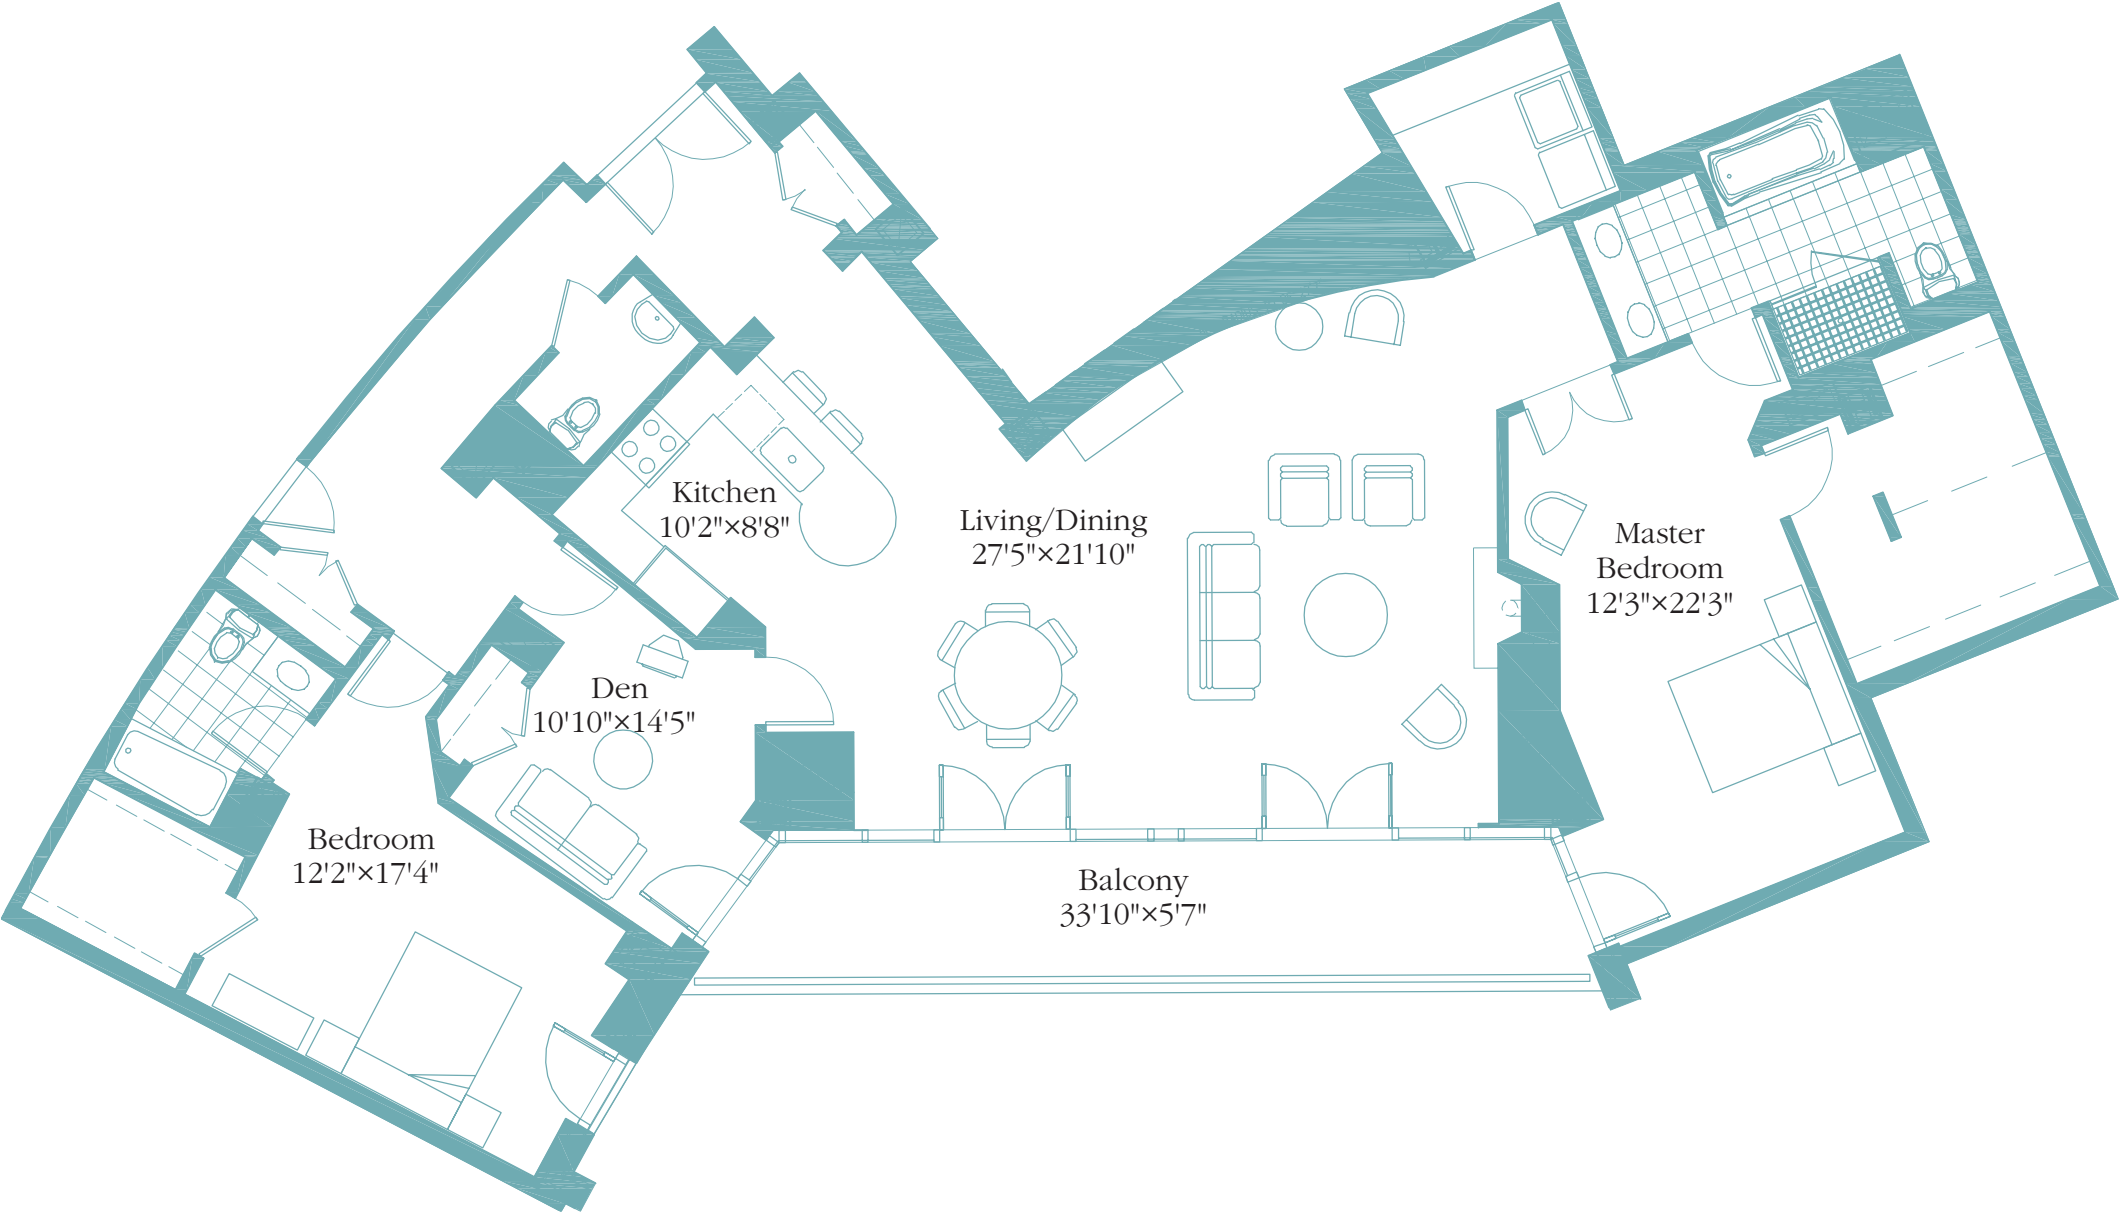 Kitchen
10'2"×8'8"
Living/Dining
27'5"×21'10"
Master
Bedroom
12'3"×22'3"
Den
10'10"×14'5"
Bedroom
12'2"×17'4"
Balcony
33'10"×5'7"